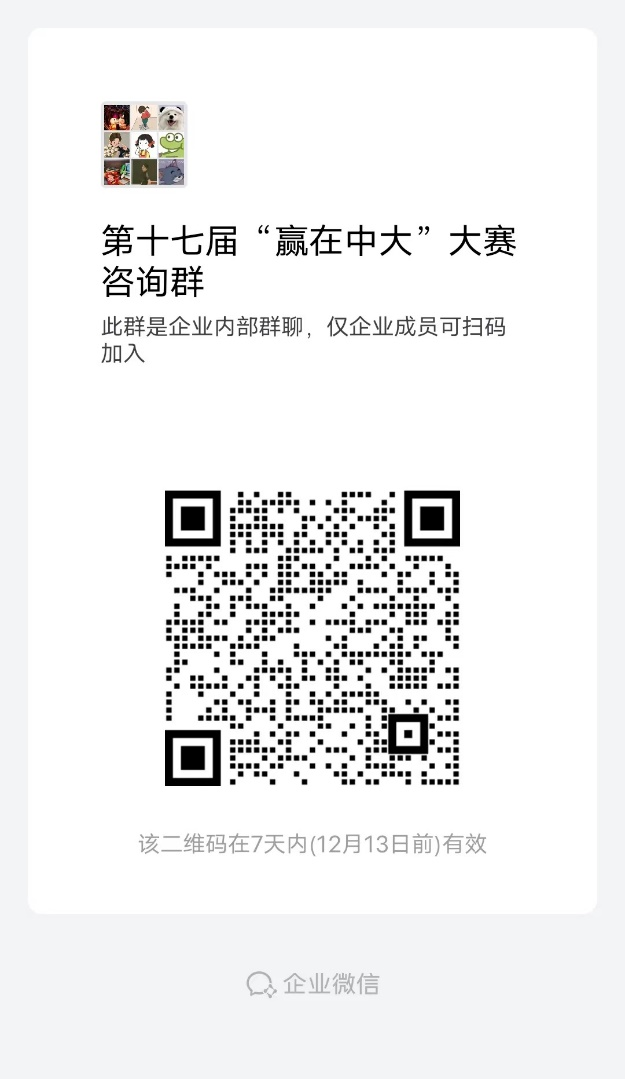 第十七届“赢在中大”大赛
咨询群
此群是企业内部群聊，仅企业成员可扫码
加入
该二维码在7天内(12月13日前)有效
企业微信